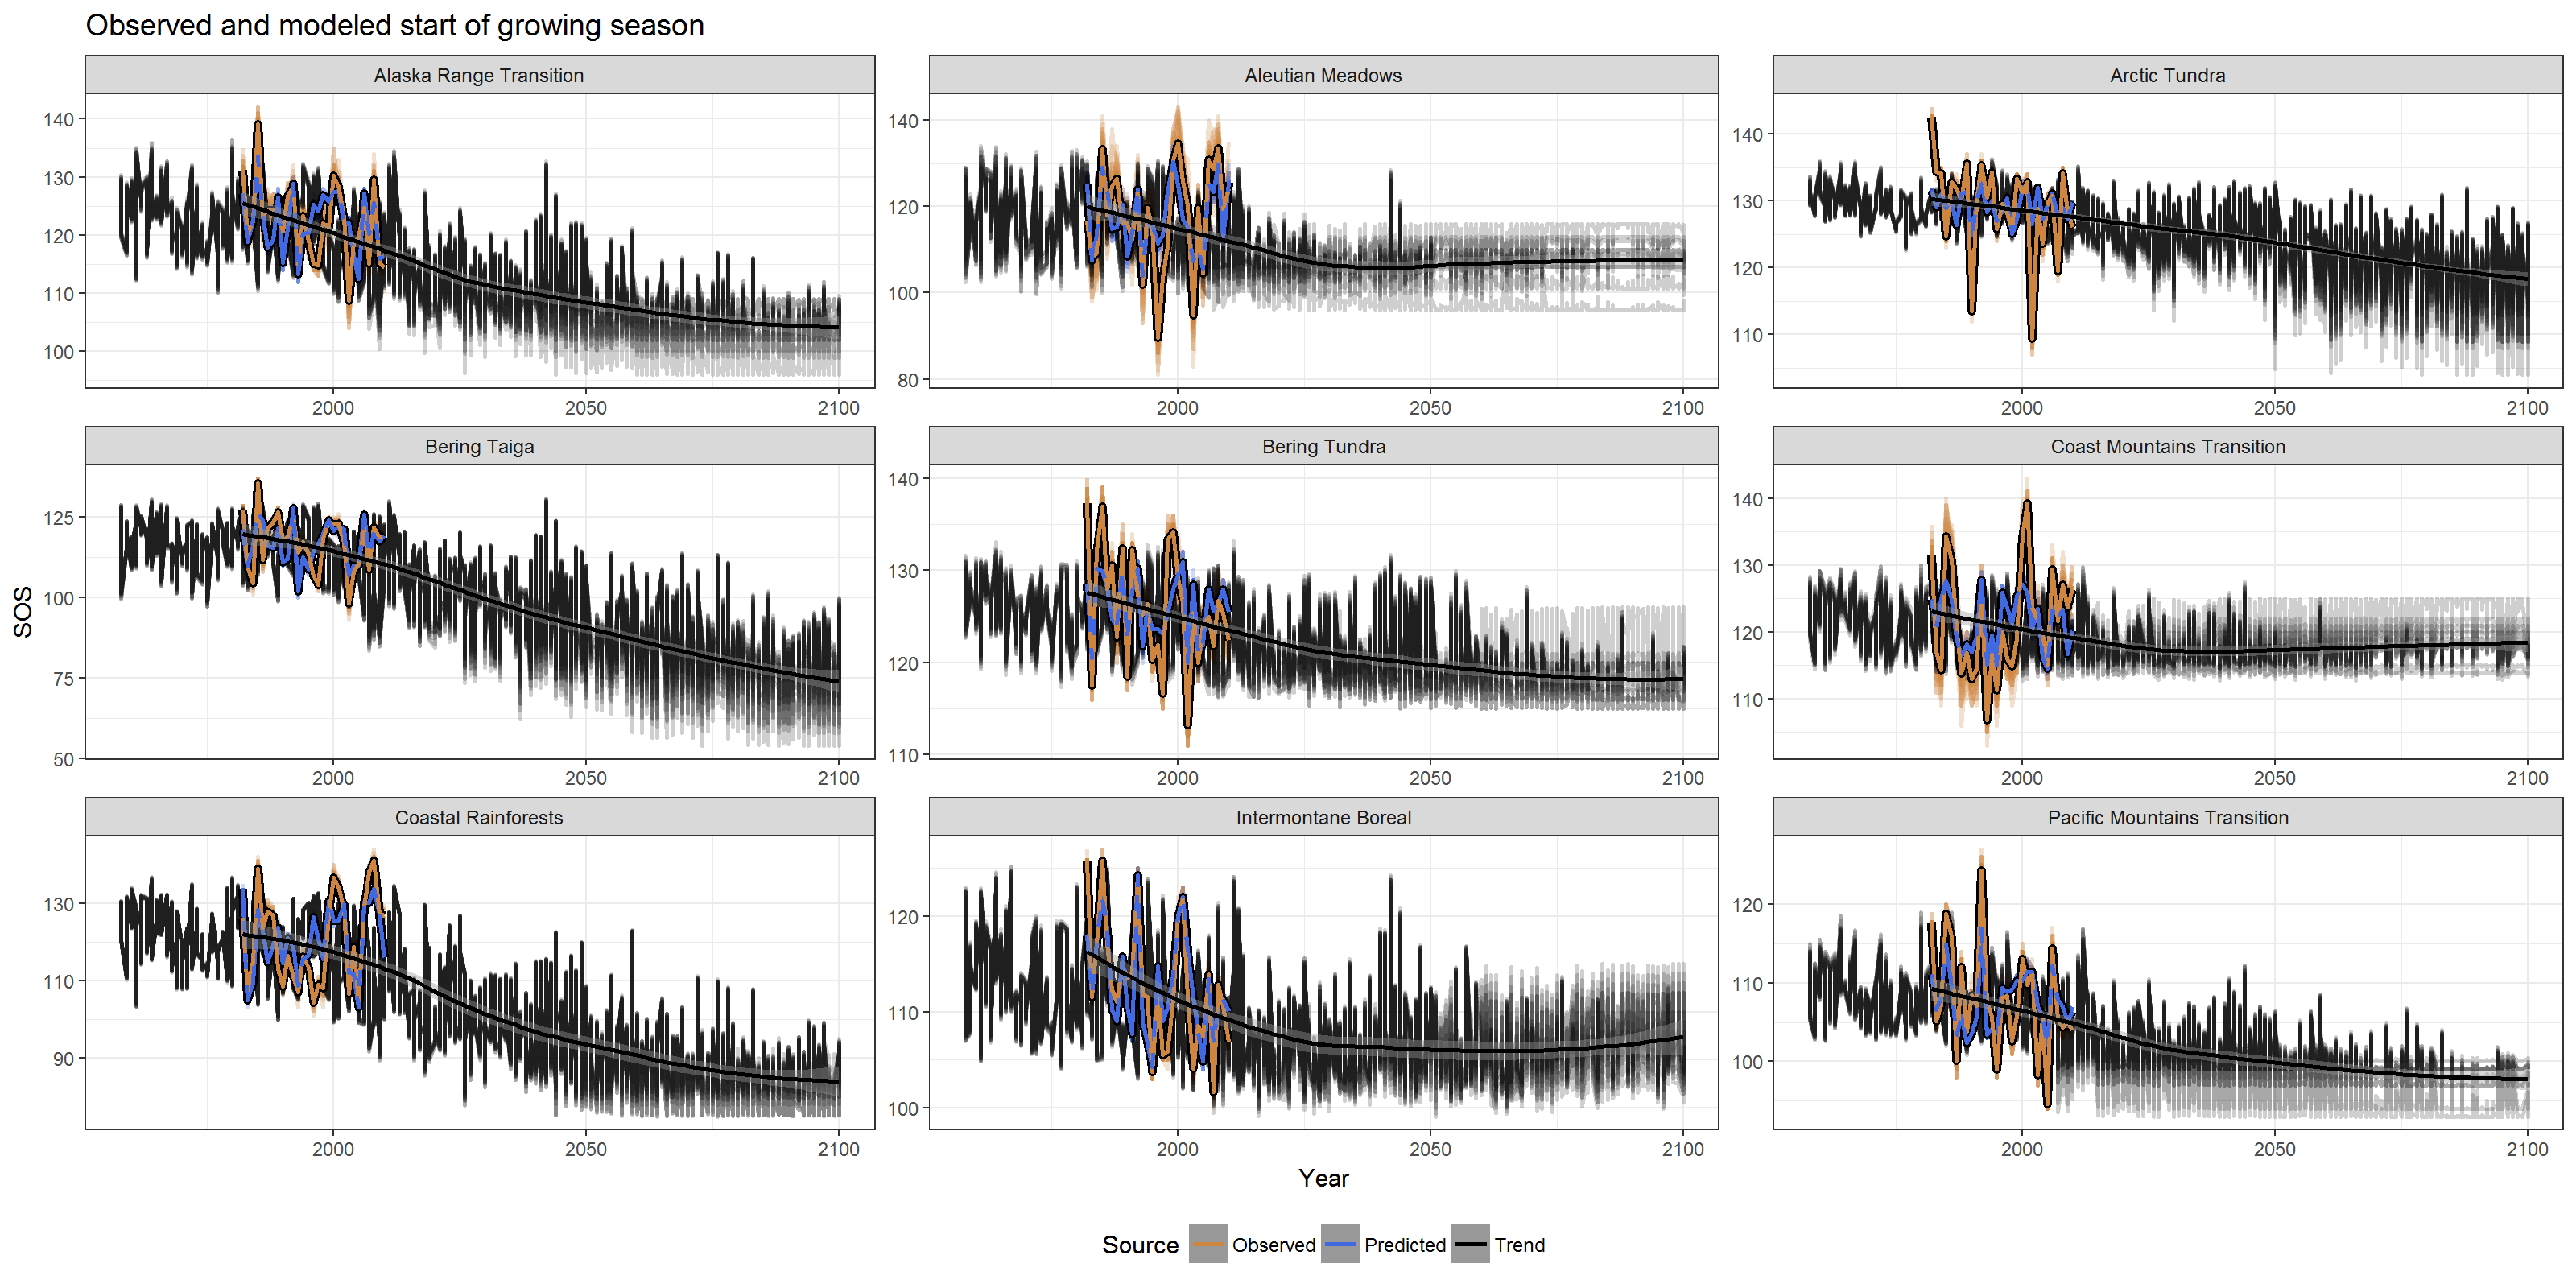 Observed and modeled start of growing season
Alaska Range Transition
Aleutian Meadows
Arctic Tundra
140
130
120
110
100
140
120
100
80
140
130
120
110
2000 2050 2100
2000 2050 2100
2000 2050 2100
Bering Taiga
Bering Tundra
Coast Mountains Transition
125
100
75
50
140
130
120
110
140
130
120
110
2000 2050 2100
2000 2050 2100
2000 2050 2100
Coastal Rainforests
Intermontane Boreal
Pacific Mountains Transition
130
110
90
120
110
100
120
110
100
2000 2050 2100
2000 2050 2100
2000 2050 2100
SOS
Year
Source Observed Predicted Trend